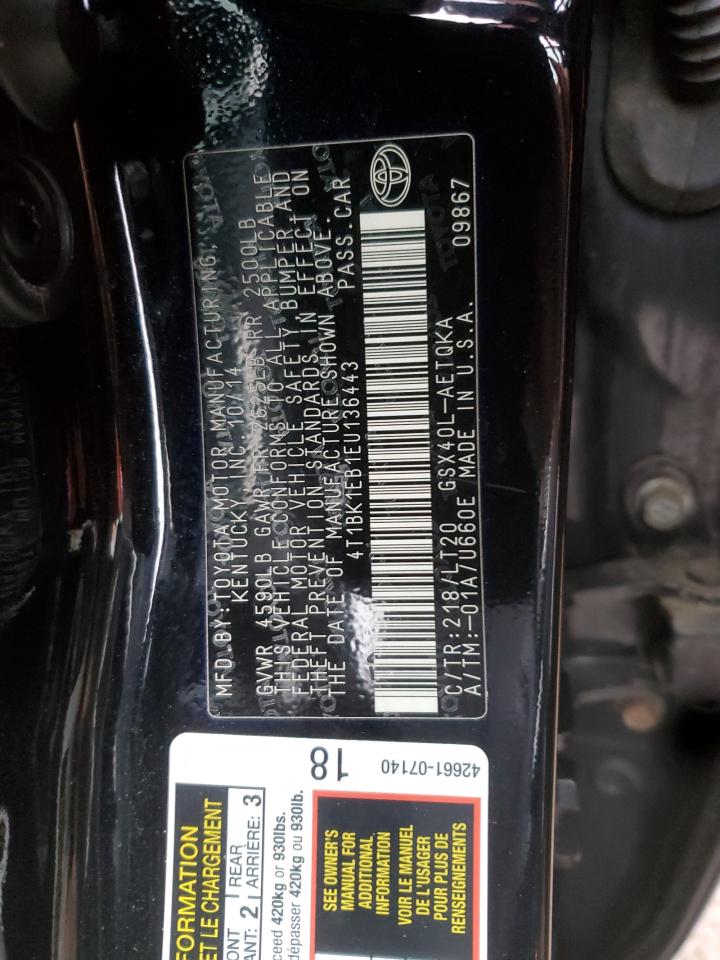 MFD.BY:TOYOTA MOTOR MANUFACTURING,
KENTUCKY, INC. 10/14
GVWR 4590LB GAWR FR 2625LB RR 2500LB
THIS VEHICLE CONFORMS TO ALL APPLICABLE
FEDERAL MOTOR VEHICLE SAFETY, BUMPER, AND
THEFT PREVENTION STANDARDS IN EFFECT ON
THE DATE OF MANUFACTURE SHOWN ABOVE.
4T1BK1EB1EU136443 PASS.CAR
C/TR:218/LT20 GSX40L-AETQKA
A/TM:-01A7U660E MADE IN U.S.A. 09867
TOYOTA
FORMATION
ET LE CHARGEMENT
ONT
ANT: 2
REAR
ARRIÈRE: 3
ceed 420kg or 930lbs.
dépasser 420kg ou 930lb.
18
SEE OWNER'S
MANUAL FOR
ADDITIONAL
INFORMATION
VOIR LE MANUEL
DE L'USAGER
POUR PLUS DE
RENSEIGNEMENTS
42661-07140